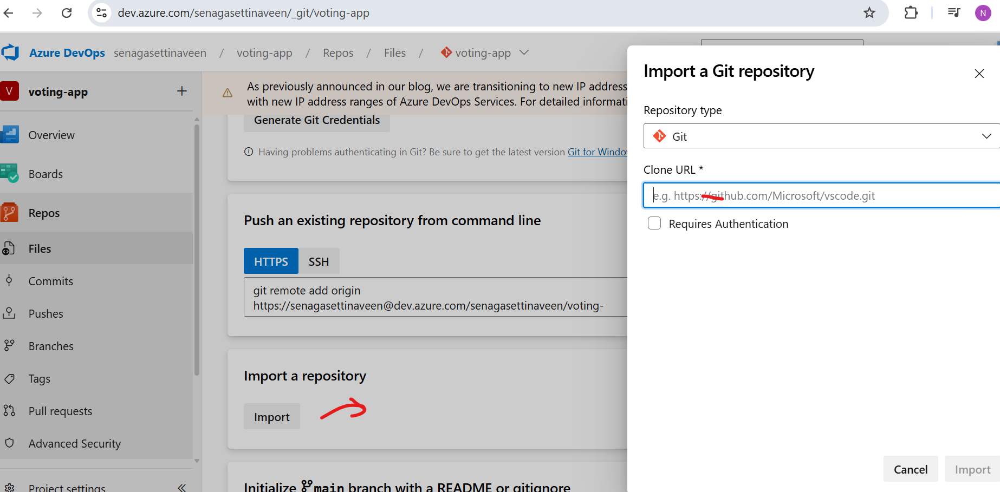 dev.azure.com/senagasettinaveen/_git/voting-app
N
Azure DevOps senagasettinaveen / voting-app / Repos / Files / voting-app
V voting-app +
Overview
Boards
Repos
Files
Commits
Pushes
Branches
Tags
Pull requests
Advanced Security
Project settings
As previously announced in our blog, we are transitioning to new IP address
with new IP address ranges of Azure DevOps Services. For detailed informati
Generate Git Credentials
Having problems authenticating in Git? Be sure to get the latest version Git for Window
Push an existing repository from command line
HTTPS SSH
git remote add origin
https://senagasettinaveen@dev.azure.com/senagasettinaveen/voting-
Import a repository
Import
Initialize main branch with a README or gitignore
Import a Git repository
Repository type
Git
Clone URL *
e.g. https://github.com/Microsoft/vscode.git
Requires Authentication
Cancel Import